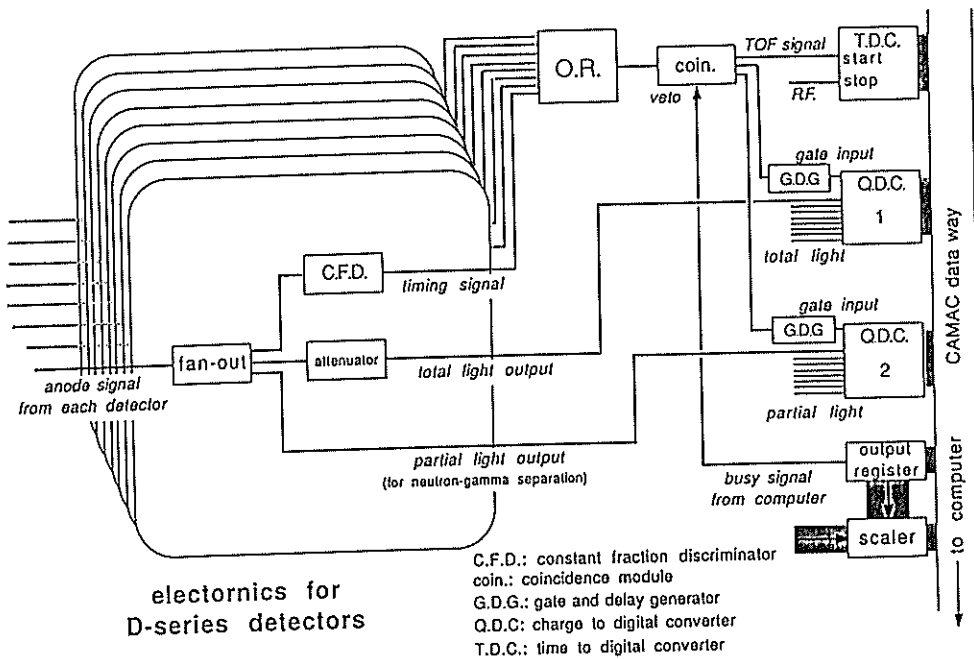 O.R.
coin.
veto
TOF signal
T.D.C.
start
stop
R.F.
gate input
G.D.G
Q.D.C.
1
total light
C.F.D.
timing signal
gate input
G.D.G
Q.D.C.
2
partial light
fan-out
attenuator
total light output
anode signal
from each detector
partial light output
(for neutron-gamma separation)
busy signal
from computer
output
register
scaler
CAMAC data way
to computer
electornics for
D-series detectors
C.F.D.: constant fraction discriminator
coin.: coincidence module
G.D.G.: gate and delay generator
Q.D.C: charge to digital converter
T.D.C.: time to digital converter